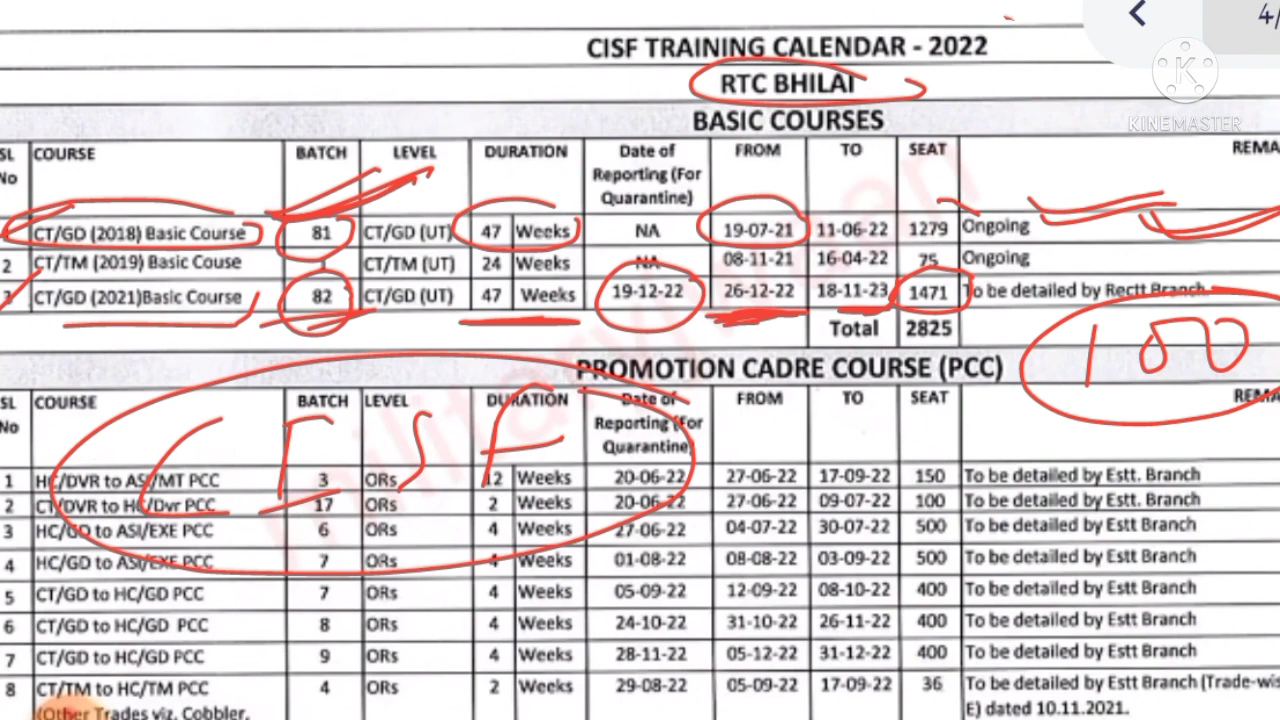 4/
CISF TRAINING CALENDAR - 2022
RTC BHILAI
KINEMASTER
BASIC COURSES
SL No COURSE BATCH LEVEL DURATION Date of Reporting (For Quarantine) FROM TO SEAT REMA
CT/GD (2018) Basic Course 81 CT/GD (UT) 47 Weeks NA 19-07-21 11-06-22 1279 Ongoing
2 CT/TM (2019) Basic Couse CT/TM (UT) 24 Weeks NA 08-11-21 16-04-22 75 Ongoing
3 CT/GD (2021)Basic Course 82 CT/GD (UT) 47 Weeks 19-12-22 26-12-22 18-11-23 1471 To be detailed by Rectt Branch.
Total 2825
100
PROMOTION CADRE COURSE (PCC)
SL No COURSE BATCH LEVEL DURATION Date of Reporting (For Quarantine) FROM TO SEAT REMA
CISF
1 HC/DVR to ASI/MT PCC 3 ORs 12 Weeks 20-06-22 27-06-22 17-09-22 150 To be detailed by Estt. Branch
2 CT/DVR to HC/Dvr PCC 17 ORs 2 Weeks 20-06-22 27-06-22 09-07-22 100 To be detailed by Estt. Branch
3 HC/GD to ASI/EXE PCC 6 ORs 4 Weeks 27-06-22 04-07-22 30-07-22 500 To be detailed by Estt Branch
4 HC/GD to ASI/EXE PCC 7 ORs 4 Weeks 01-08-22 08-08-22 03-09-22 500 To be detailed by Estt Branch
5 CT/GD to HC/GD PCC 7 ORs 4 Weeks 05-09-22 12-09-22 08-10-22 400 To be detailed by Estt Branch
6 CT/GD to HC/GD PCC 8 ORs 4 Weeks 24-10-22 31-10-22 26-11-22 400 To be detailed by Estt Branch
7 CT/GD to HC/GD PCC 9 ORs 4 Weeks 28-11-22 05-12-22 31-12-22 400 To be detailed by Estt Branch
8 CT/TM to HC/TM PCC 4 ORs 2 Weeks 29-08-22 05-09-22 17-09-22 36 To be detailed by Estt Branch (Trade-wis
(Other Trades viz. Cobbler, E) dated 10.11.2021.